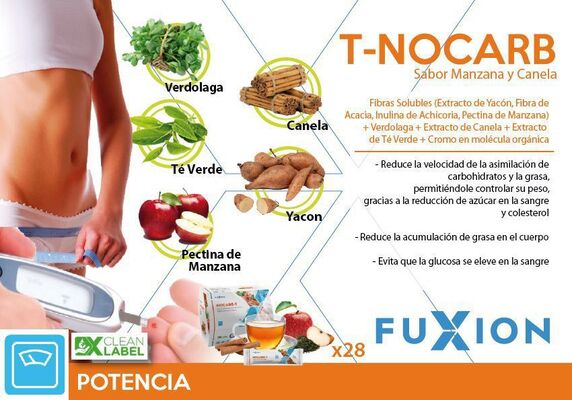 T-NOCARB
Sabor Manzana y Canela
Fibras Solubles (Extracto de Yacón, Fibra de
Acacia, Inulina de Achicoria, Pectina de Manzana)
+ Verdolaga + Extracto de Canela + Extracto
de Té Verde + Cromo en molécula orgánica
- Reduce la velocidad de la asimilación de
carbohidratos y la grasa,
permitiéndole controlar su peso,
gracias a la reducción de azúcar en la sangre
y colesterol
- Reduce la acumulación de grasa en el cuerpo
- Evita que la glucosa se eleve en la sangre
Verdolaga
Canela
Té Verde
Yacon
Pectina de
Manzana
x28
FUXION
CLEAN
LABEL
POTENCIA